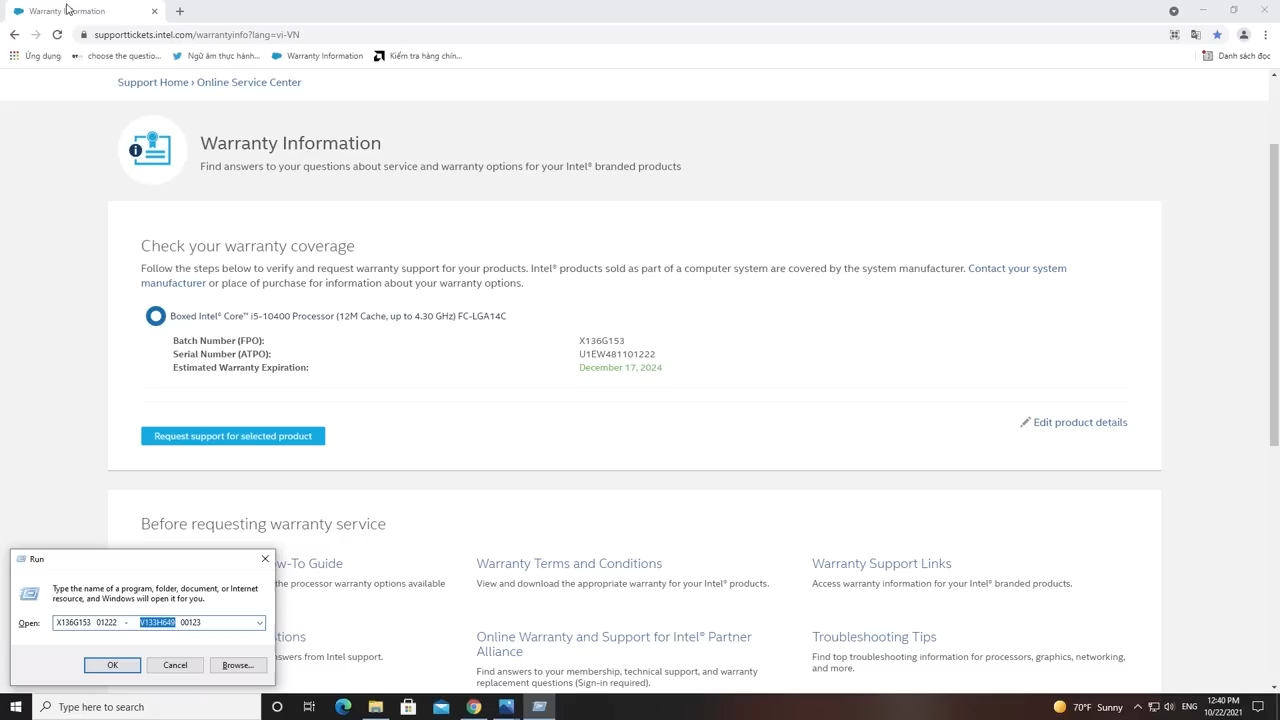 Warranty Information
supporttickets.intel.com/warrantyinfo?lang=vi-VN
Ứng dụng
choose the questio...
Ngữ âm thực hành...
Warranty Information
Kiểm tra hàng chín...
Danh sách đọc
Support Home › Online Service Center
Warranty Information
Find answers to your questions about service and warranty options for your Intel® branded products
Check your warranty coverage
Follow the steps below to verify and request warranty support for your products. Intel® products sold as part of a computer system are covered by the system manufacturer. Contact your system
manufacturer or place of purchase for information about your warranty options.
Boxed Intel® Core™ i5-10400 Processor (12M Cache, up to 4.30 GHz) FC-LGA14C
Batch Number (FPO): X136G153
Serial Number (ATPO): U1EW481101222
Estimated Warranty Expiration: December 17, 2024
Edit product details
Request support for selected product
Before requesting warranty service
w-To Guide
the processor warranty options available
Warranty Terms and Conditions
View and download the appropriate warranty for your Intel® products.
Warranty Support Links
Access warranty information for your Intel® branded products.
tions
nswers from Intel support.
Online Warranty and Support for Intel® Partner
Alliance
Find answers to your membership, technical support, and warranty
replacement questions (Sign-in required).
Troubleshooting Tips
Find top troubleshooting information for processors, graphics, networking,
and more.
Run
Type the name of a program, folder, document, or Internet
resource, and Windows will open it for you.
Open: X136G153 01222 - V133H649 00123
OK
Cancel
Browse...
Type here to search
70°F Sunny
ENG
12:40 PM
10/22/2021